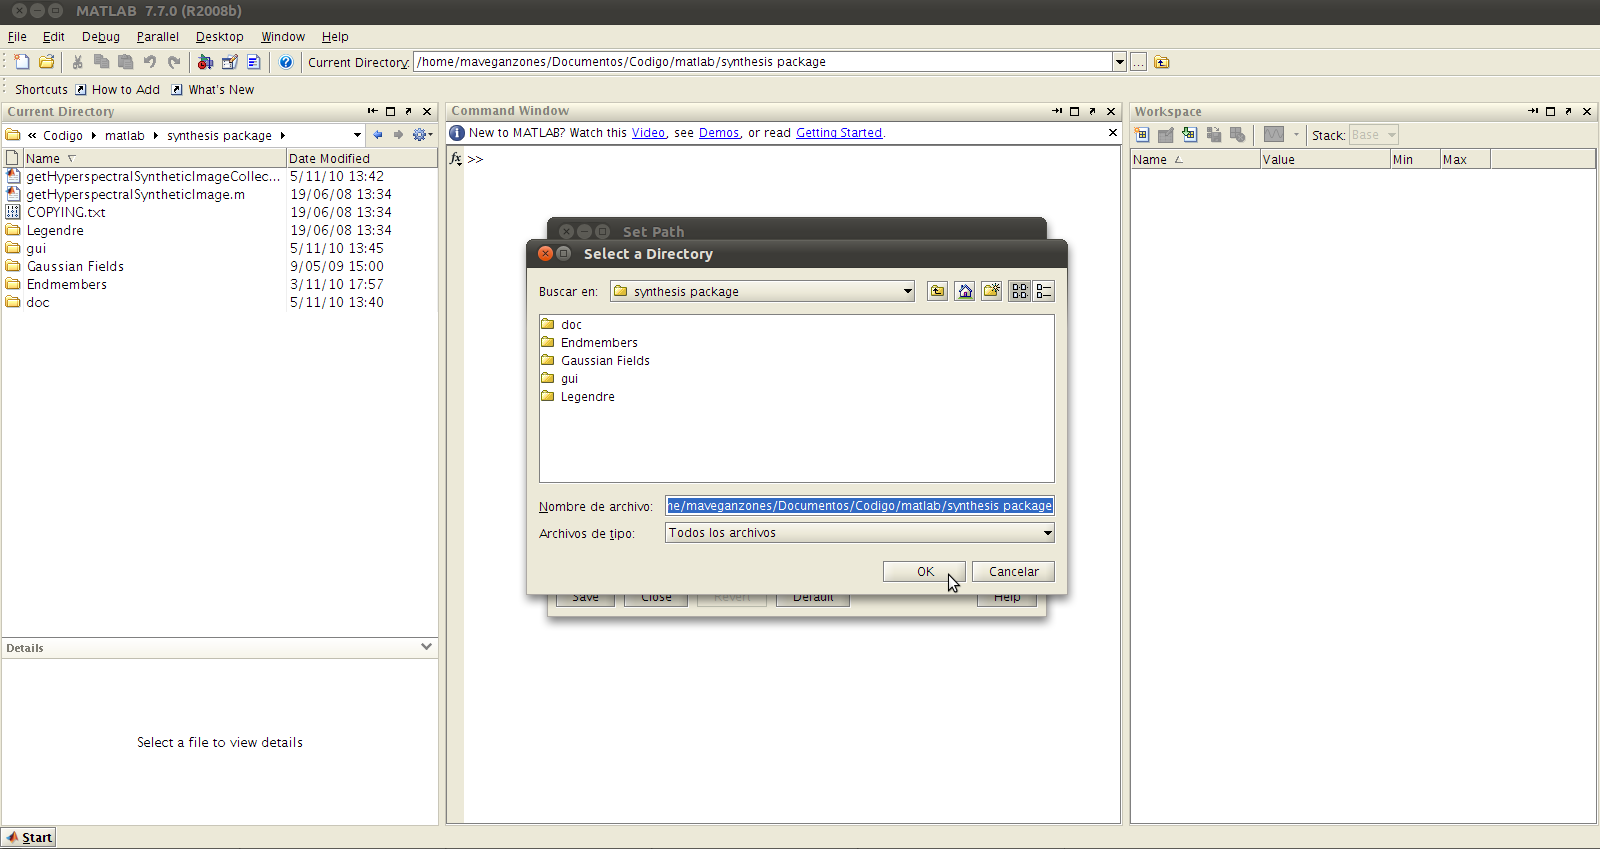 MATLAB 7.7.0 (R2008b)
File Edit Debug Parallel Desktop Window Help
Current Directory: /home/maveganzones/Documentos/Codigo/matlab/synthesis package
Shortcuts How to Add What's New
Current Directory
« Codigo matlab synthesis package
Name Date Modified
getHyperspectralSyntheticImageCollec... 5/11/10 13:42
getHyperspectralSyntheticImage.m 19/06/08 13:34
COPYING.txt 19/06/08 13:34
Legendre 19/06/08 13:34
gui 5/11/10 13:45
Gaussian Fields 9/05/09 15:00
Endmembers 3/11/10 17:57
doc 5/11/10 13:40
Details
Select a file to view details
Start
Command Window
New to MATLAB? Watch this Video, see Demos, or read Getting Started.
fx >>
Set Path
Select a Directory
Buscar en: synthesis package
doc
Endmembers
Gaussian Fields
gui
Legendre
Nombre de archivo: ne/maveganzones/Documentos/Codigo/matlab/synthesis package
Archivos de tipo: Todos los archivos
OK Cancelar
Save Close Revert Default Help
Workspace
Stack: Base
Name Value Min Max